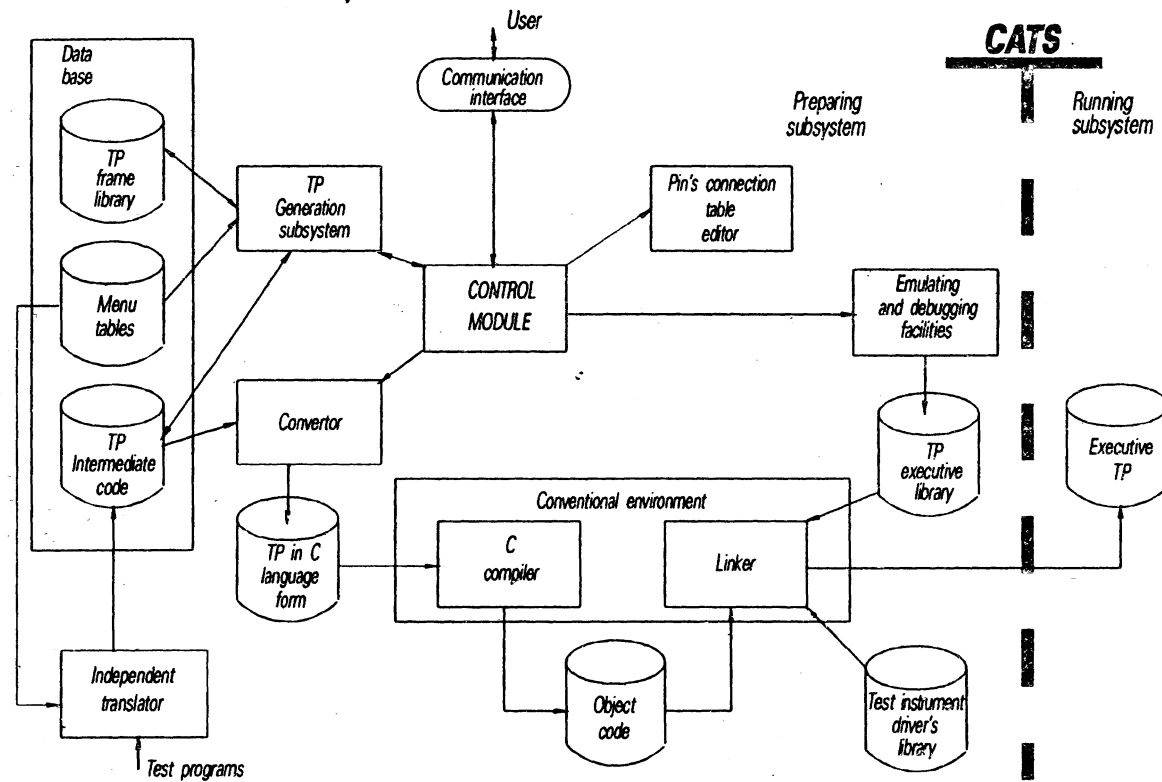 User
CATS
Data
base
Communication
interface
Preparing
subsystem
Running
subsystem
TP
frame
library
TP
Generation
subsystem
Pin's connection
table
editor
Menu
tables
CONTROL
MODULE
Emulating
and debugging
facilities
TP
Intermediate
code
Convertor
TP
executive
library
Executive
TP
Conventional environment
TP in C
language
form
C
compiler
Linker
Independent
translator
Object
code
Test instrument
driver's
library
Test programs